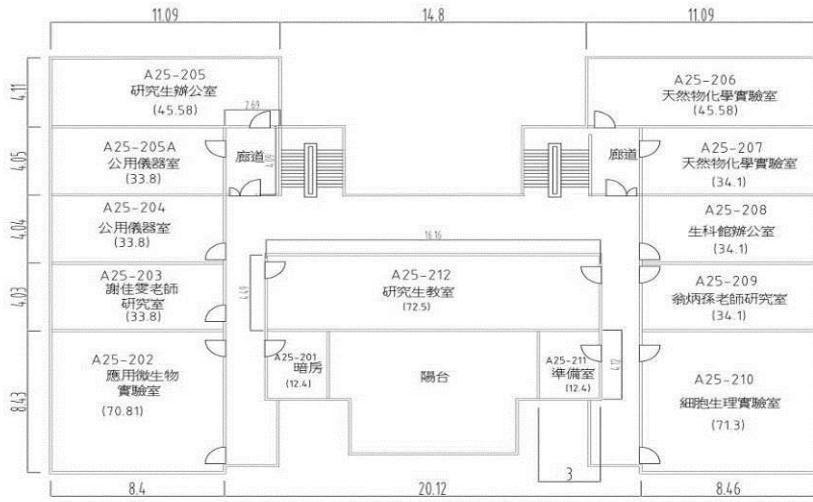 11.09
14.8
11.09
4.11
A25-205
研究生辦公室
(45.58)
2.69
A25-206
天然物化學實驗室
(45.58)
4.05
A25-205A
公用儀器室
(33.8)
廊道
4.09
廊道
A25-207
天然物化學實驗室
(34.1)
4.04
A25-204
公用儀器室
(33.8)
16.16
A25-208
生科館辦公室
(34.1)
4.03
A25-203
謝佳雯老師
研究室
(33.8)
4.49
A25-212
研究生教室
(72.5)
A25-209
翁炳孫老師研究室
(34.1)
8.43
A25-202
應用微生物
實驗室
(70.81)
A25-201
暗房
(12.4)
陽台
A25-211
準備室
(12.4)
4.12
A25-210
細胞生理實驗室
(71.3)
3
8.4
20.12
8.46